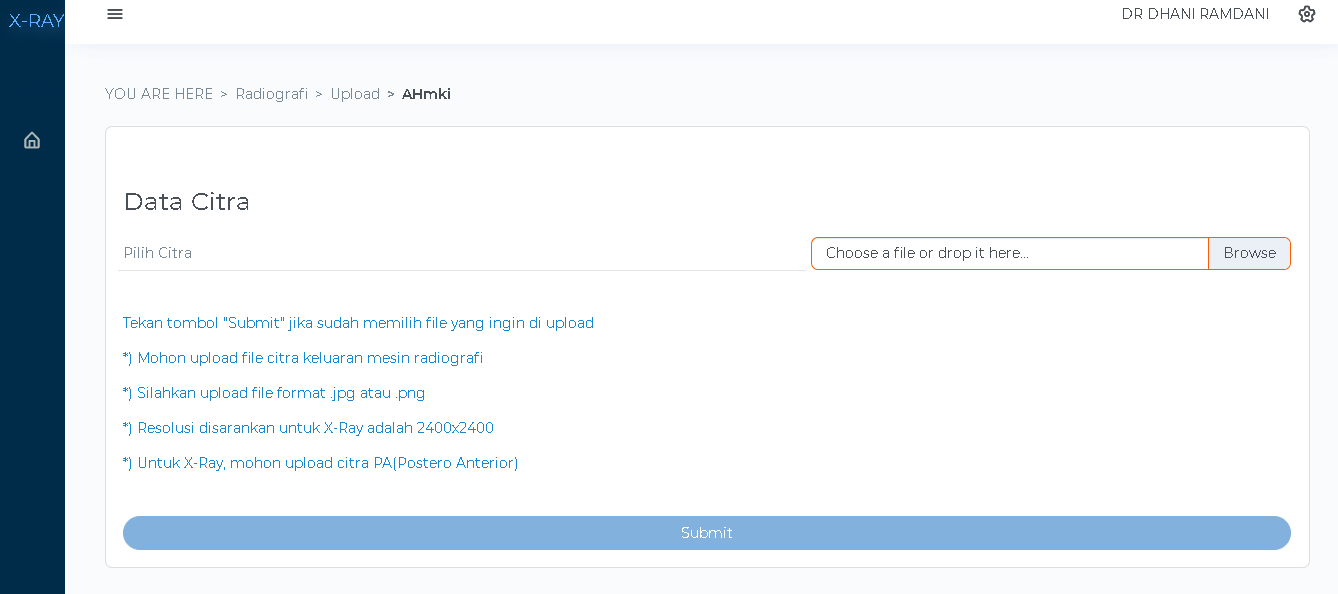 X-RAY
DR DHANI RAMDANI
YOU ARE HERE > Radiografi > Upload > AHmki
Data Citra
Pilih Citra
Choose a file or drop it here... Browse
Tekan tombol "Submit" jika sudah memilih file yang ingin di upload
*) Mohon upload file citra keluaran mesin radiografi
*) Silahkan upload file format .jpg atau .png
*) Resolusi disarankan untuk X-Ray adalah 2400x2400
*) Untuk X-Ray, mohon upload citra PA(Postero Anterior)
Submit